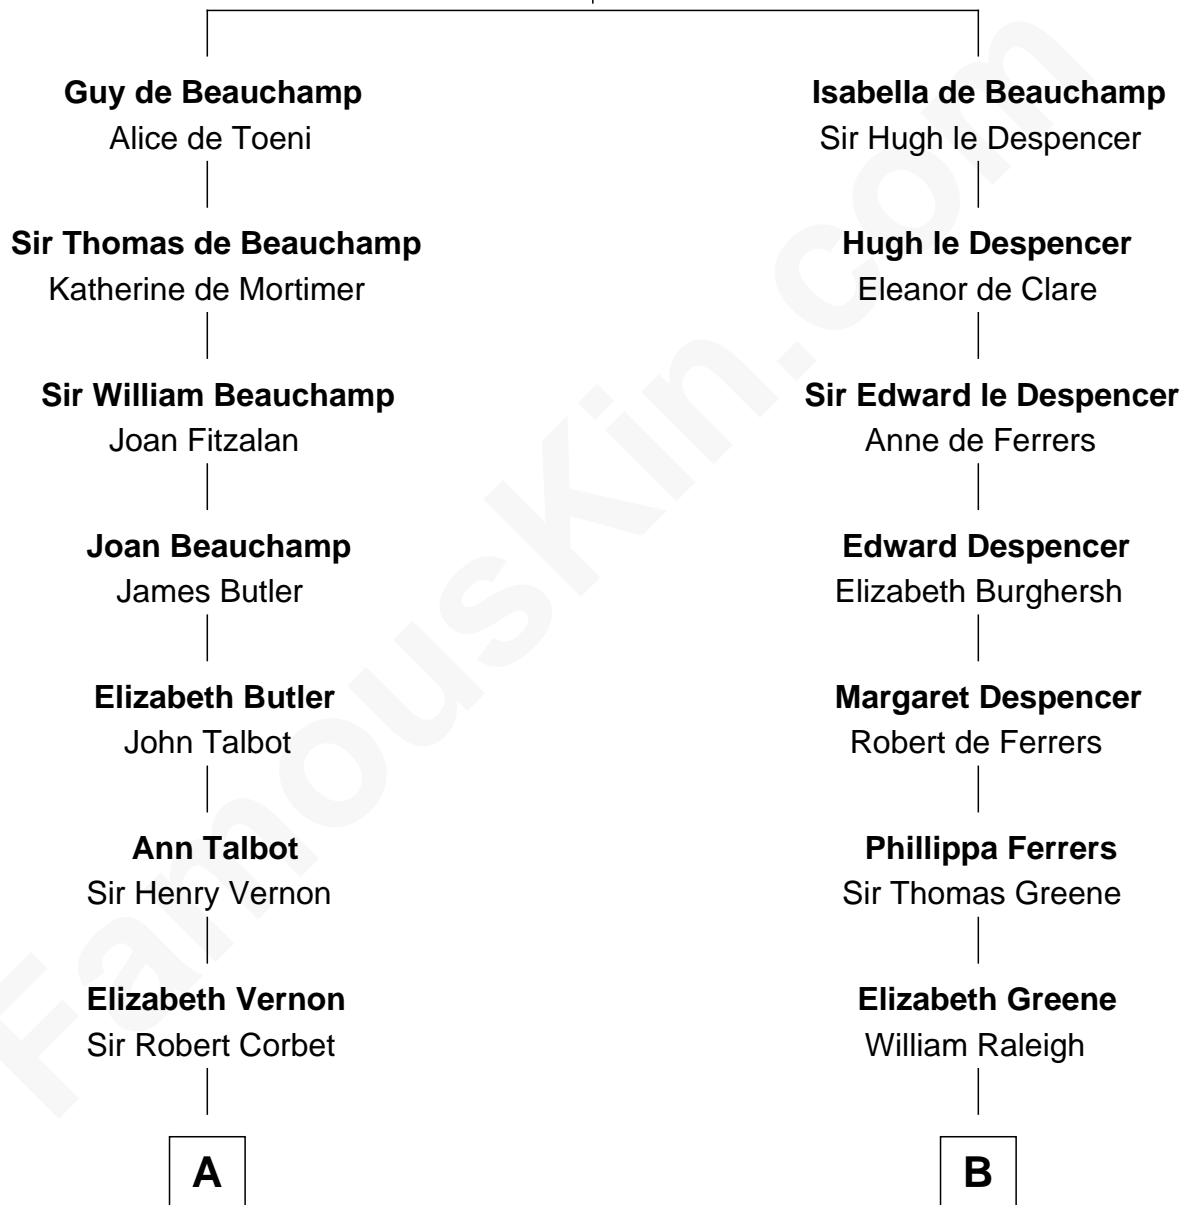 Guy de Beauchamp
Alice de Toeni
Sir Thomas de Beauchamp
Katherine de Mortimer
Sir William Beauchamp
Joan Fitzalan
Joan Beauchamp
James Butler
Elizabeth Butler
John Talbot
Ann Talbot
Sir Henry Vernon
Elizabeth Vernon
Sir Robert Corbet
A
Isabella de Beauchamp
Sir Hugh le Despencer
Hugh le Despencer
Eleanor de Clare
Sir Edward le Despencer
Anne de Ferrers
Edward Despencer
Elizabeth Burghersh
Margaret Despencer
Robert de Ferrers
Phillippa Ferrers
Sir Thomas Greene
Elizabeth Greene
William Raleigh
B
FamousKin.com